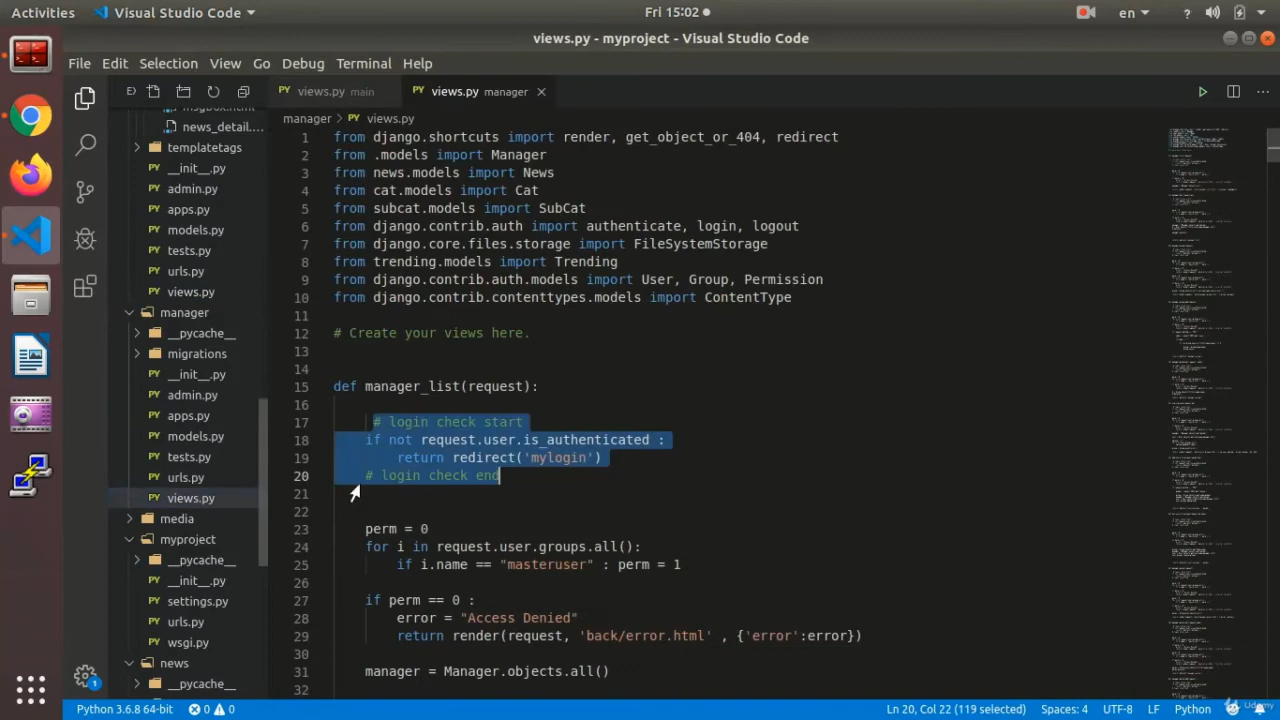 Activities
Visual Studio Code
Fri 15:02
en
views.py - myproject - Visual Studio Code
File Edit Selection View Go Debug Terminal Help
views.py main
views.py manager
manager > views.py
news_detail....
templatetags
__init__.py
admin.py
apps.py
models.py
tests.py
urls.py
views.py
manager
__pycache__
migrations
__init__.py
admin.py
apps.py
models.py
tests.py
urls.py
views.py
media
myproject
__pycache__
__init__.py
settings.py
urls.py
wsgi.py
news
__pycache__
1 from django.shortcuts import render, get_object_or_404, redirect
2 from .models import Manager
3 from news.models import News
4 from cat.models import Cat
5 from subcat.models import SubCat
6 from django.contrib.auth import authenticate, login, logout
7 from django.core.files.storage import FileSystemStorage
8 from trending.models import Trending
9 from django.contrib.auth.models import User, Group, Permission
10 from django.contrib.contenttypes.models import ContentType
11
12 # Create your views here.
13
14
15 def manager_list(request):
16
17 # login check start
18 if not request.user.is_authenticated :
19 return redirect('mylogin')
20 # login check end
21
22
23 perm = 0
24 for i in request.user.groups.all():
25 if i.name == "masteruser" : perm = 1
26
27 if perm == 0 :
28 error = "Access Denied"
29 return render(request, 'back/error.html' , {'error':error})
30
31 manager = Manager.objects.all()
32
1
Python 3.6.8 64-bit
0 0
Ln 20, Col 22 (119 selected)
Spaces: 4
UTF-8
LF
Python
Udemy